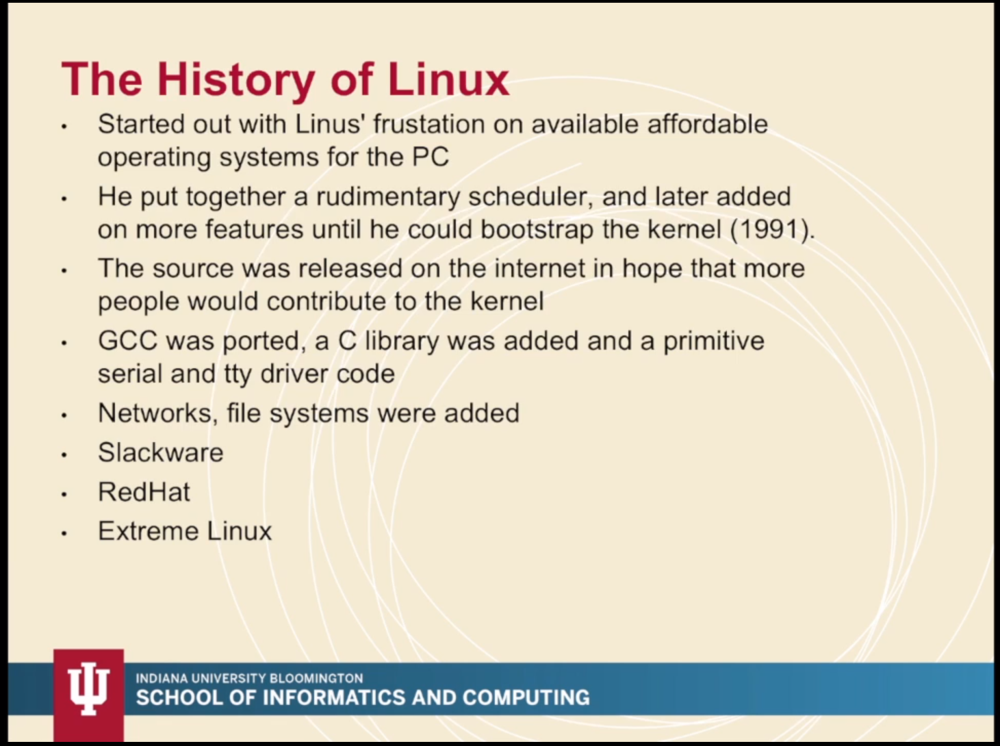 The History of Linux
• Started out with Linus' frustation on available affordable
operating systems for the PC
• He put together a rudimentary scheduler, and later added
on more features until he could bootstrap the kernel (1991).
• The source was released on the internet in hope that more
people would contribute to the kernel
• GCC was ported, a C library was added and a primitive
serial and tty driver code
• Networks, file systems were added
• Slackware
• RedHat
• Extreme Linux
INDIANA UNIVERSITY BLOOMINGTON
SCHOOL OF INFORMATICS AND COMPUTING